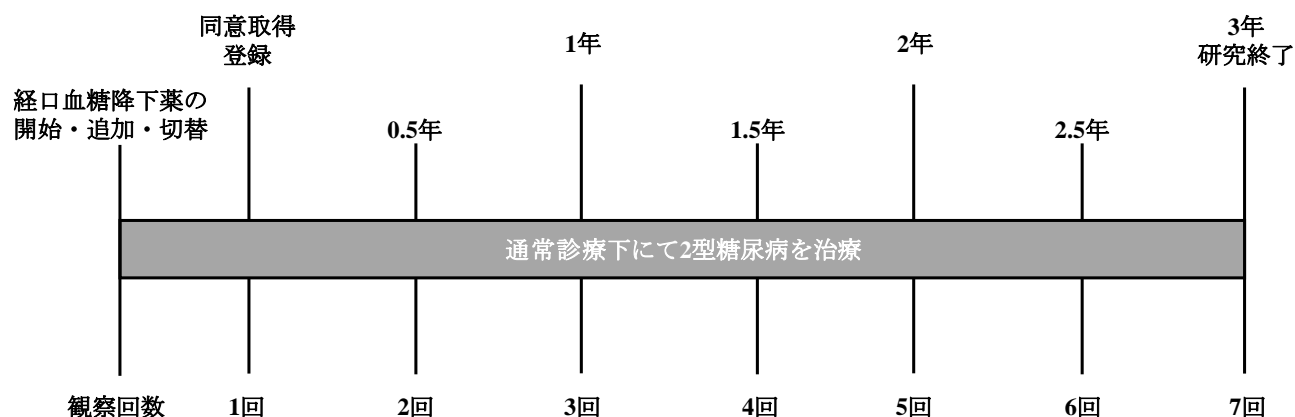 同意取得
登録
1年
2年
3年
研究終了
経口血糖降下薬の
開始・追加・切替
0.5年
1.5年
2.5年
通常診療下にて2型糖尿病を治療
観察回数
1回
2回
3回
4回
5回
6回
7回